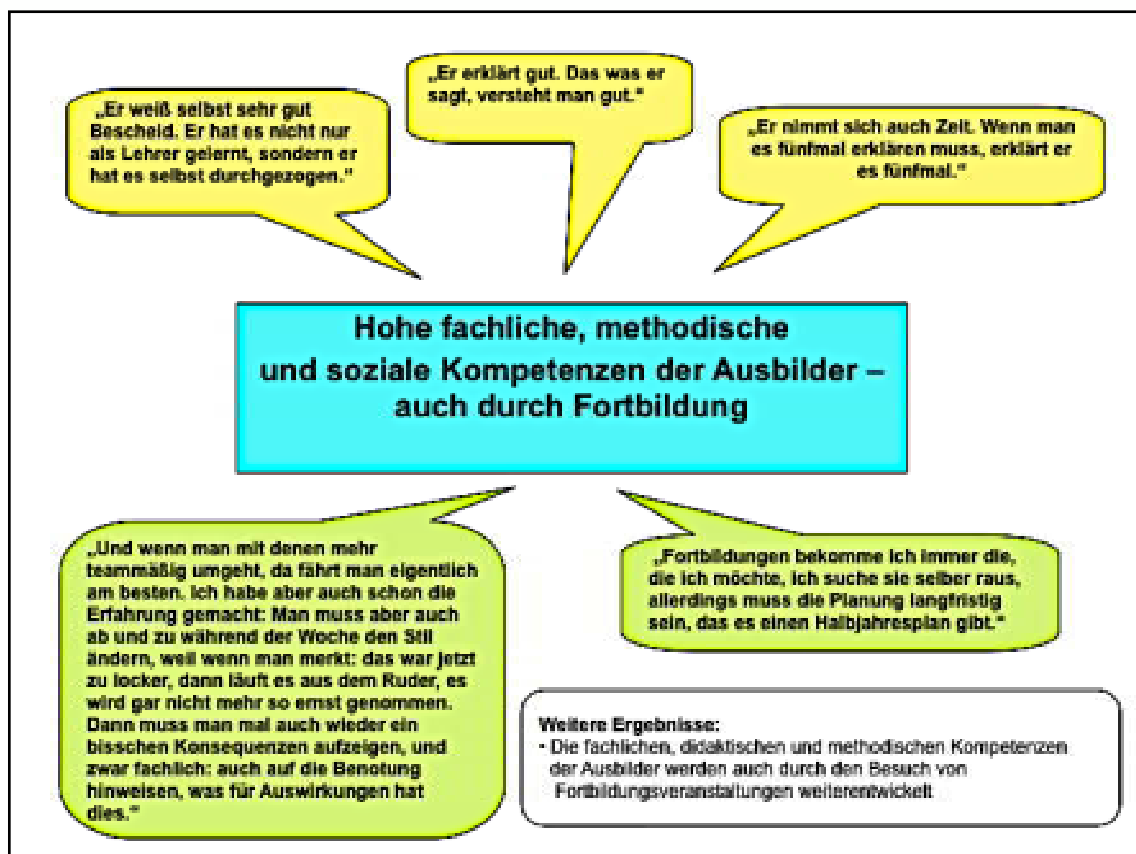 „Er weiß selbst sehr gut
Bescheid. Er hat es nicht nur
als Lehrer gelernt, sondern er
hat es selbst durchgezogen.“
„Er erklärt gut. Das was er
sagt, versteht man gut.“
„Er nimmt sich auch Zeit. Wenn man
es fünfmal erklären muss, erklärt er
es fünfmal.“
Hohe fachliche, methodische
und soziale Kompetenzen der Ausbilder –
auch durch Fortbildung
„Und wenn man mit denen mehr
teammäßig umgeht, da fährt man eigentlich
am besten. Ich habe aber auch schon die
Erfahrung gemacht: Man muss aber auch
ab und zu während der Woche den Stil
ändern, weil wenn man merkt: das war jetzt
zu locker, dann läuft es aus dem Ruder, es
wird gar nicht mehr so ernst genommen.
Dann muss man mal auch wieder ein
bisschen Konsequenzen aufzeigen, und
zwar fachlich: auch auf die Benotung
hinweisen, was für Auswirkungen hat
dies.“
„Fortbildungen bekomme ich immer die,
die ich möchte, ich suche sie selber raus,
allerdings muss die Planung langfristig
sein, das es einen Halbjahresplan gibt.“
Weitere Ergebnisse:
• Die fachlichen, didaktischen und methodischen Kompetenzen
der Ausbilder werden auch durch den Besuch von
Fortbildungsveranstaltungen weiterentwickelt